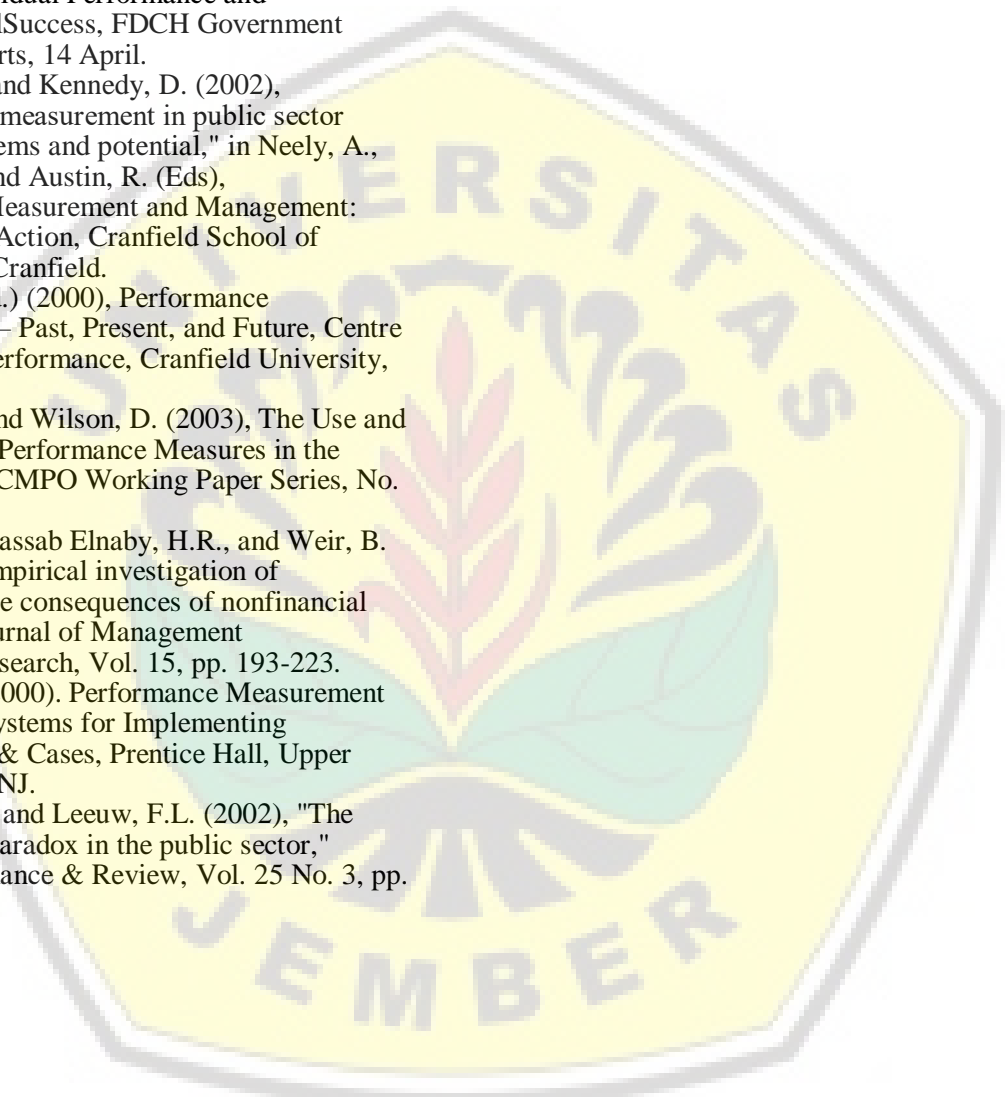 idual Performance and
lSuccess, FDCH Government
rts, 14 April.
and Kennedy, D. (2002),
measurement in public sector
ems and potential," in Neely, A.,
nd Austin, R. (Eds),
Measurement and Management:
Action, Cranfield School of
Cranfield.
.) (2000), Performance
– Past, Present, and Future, Centre
erformance, Cranfield University,
nd Wilson, D. (2003), The Use and
Performance Measures in the
CMPO Working Paper Series, No.
assab Elnaby, H.R., and Weir, B.
mpirical investigation of
e consequences of nonfinancial
urnal of Management
search, Vol. 15, pp. 193-223.
000). Performance Measurement
ystems for Implementing
& Cases, Prentice Hall, Upper
NJ.
and Leeuw, F.L. (2002), "The
aradox in the public sector,"
ance & Review, Vol. 25 No. 3, pp.
UNIVERSITAS
JEMBER